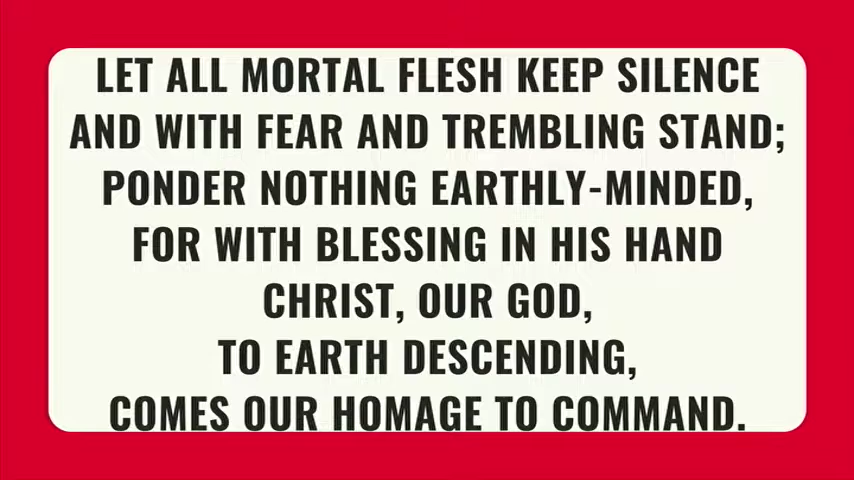 LET ALL MORTAL FLESH KEEP SILENCE
AND WITH FEAR AND TREMBLING STAND;
PONDER NOTHING EARTHLY-MINDED,
FOR WITH BLESSING IN HIS HAND
CHRIST, OUR GOD,
TO EARTH DESCENDING,
COMES OUR HOMAGE TO COMMAND.